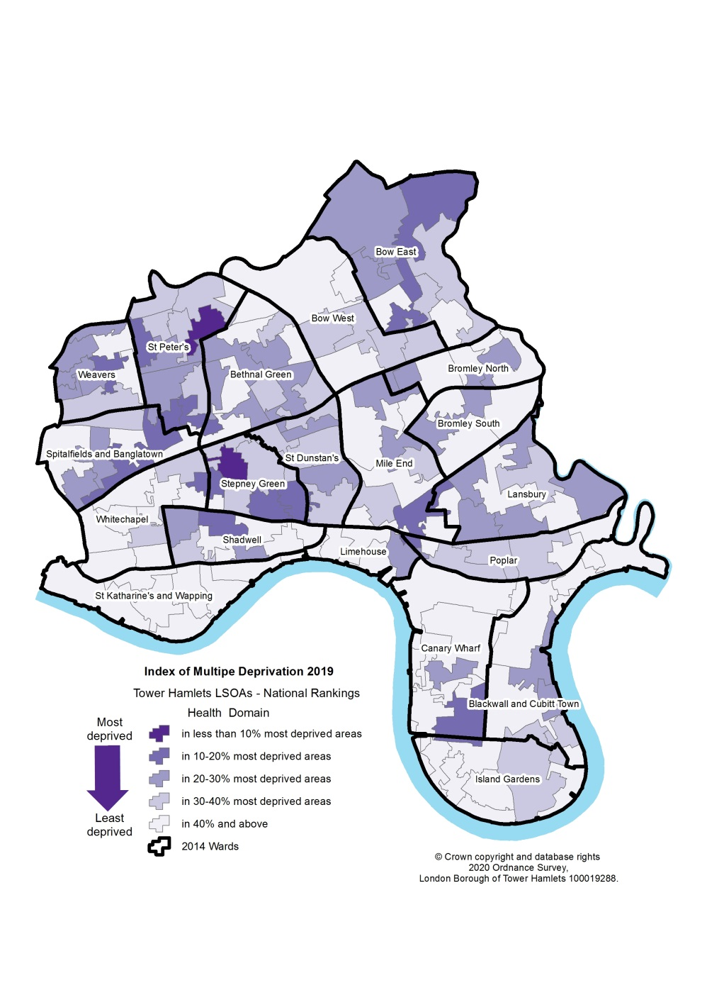 Bow East
Bow West
St Peter's
Weavers
Bethnal Green
Bromley North
Bromley South
Spitalfields and Banglatown
St Dunstan's
Mile End
Stepney Green
Lansbury
Whitechapel
Shadwell
Limehouse
Poplar
St Katharine's and Wapping
Canary Wharf
Blackwall and Cubitt Town
Island Gardens
Index of Multipe Deprivation 2019
Tower Hamlets LSOAs - National Rankings
Health Domain
Most
deprived
Least
deprived
in less than 10% most deprived areas
in 10-20% most deprived areas
in 20-30% most deprived areas
in 30-40% most deprived areas
in 40% and above
2014 Wards
© Crown copyright and database rights
2020 Ordnance Survey,
London Borough of Tower Hamlets 100019288.